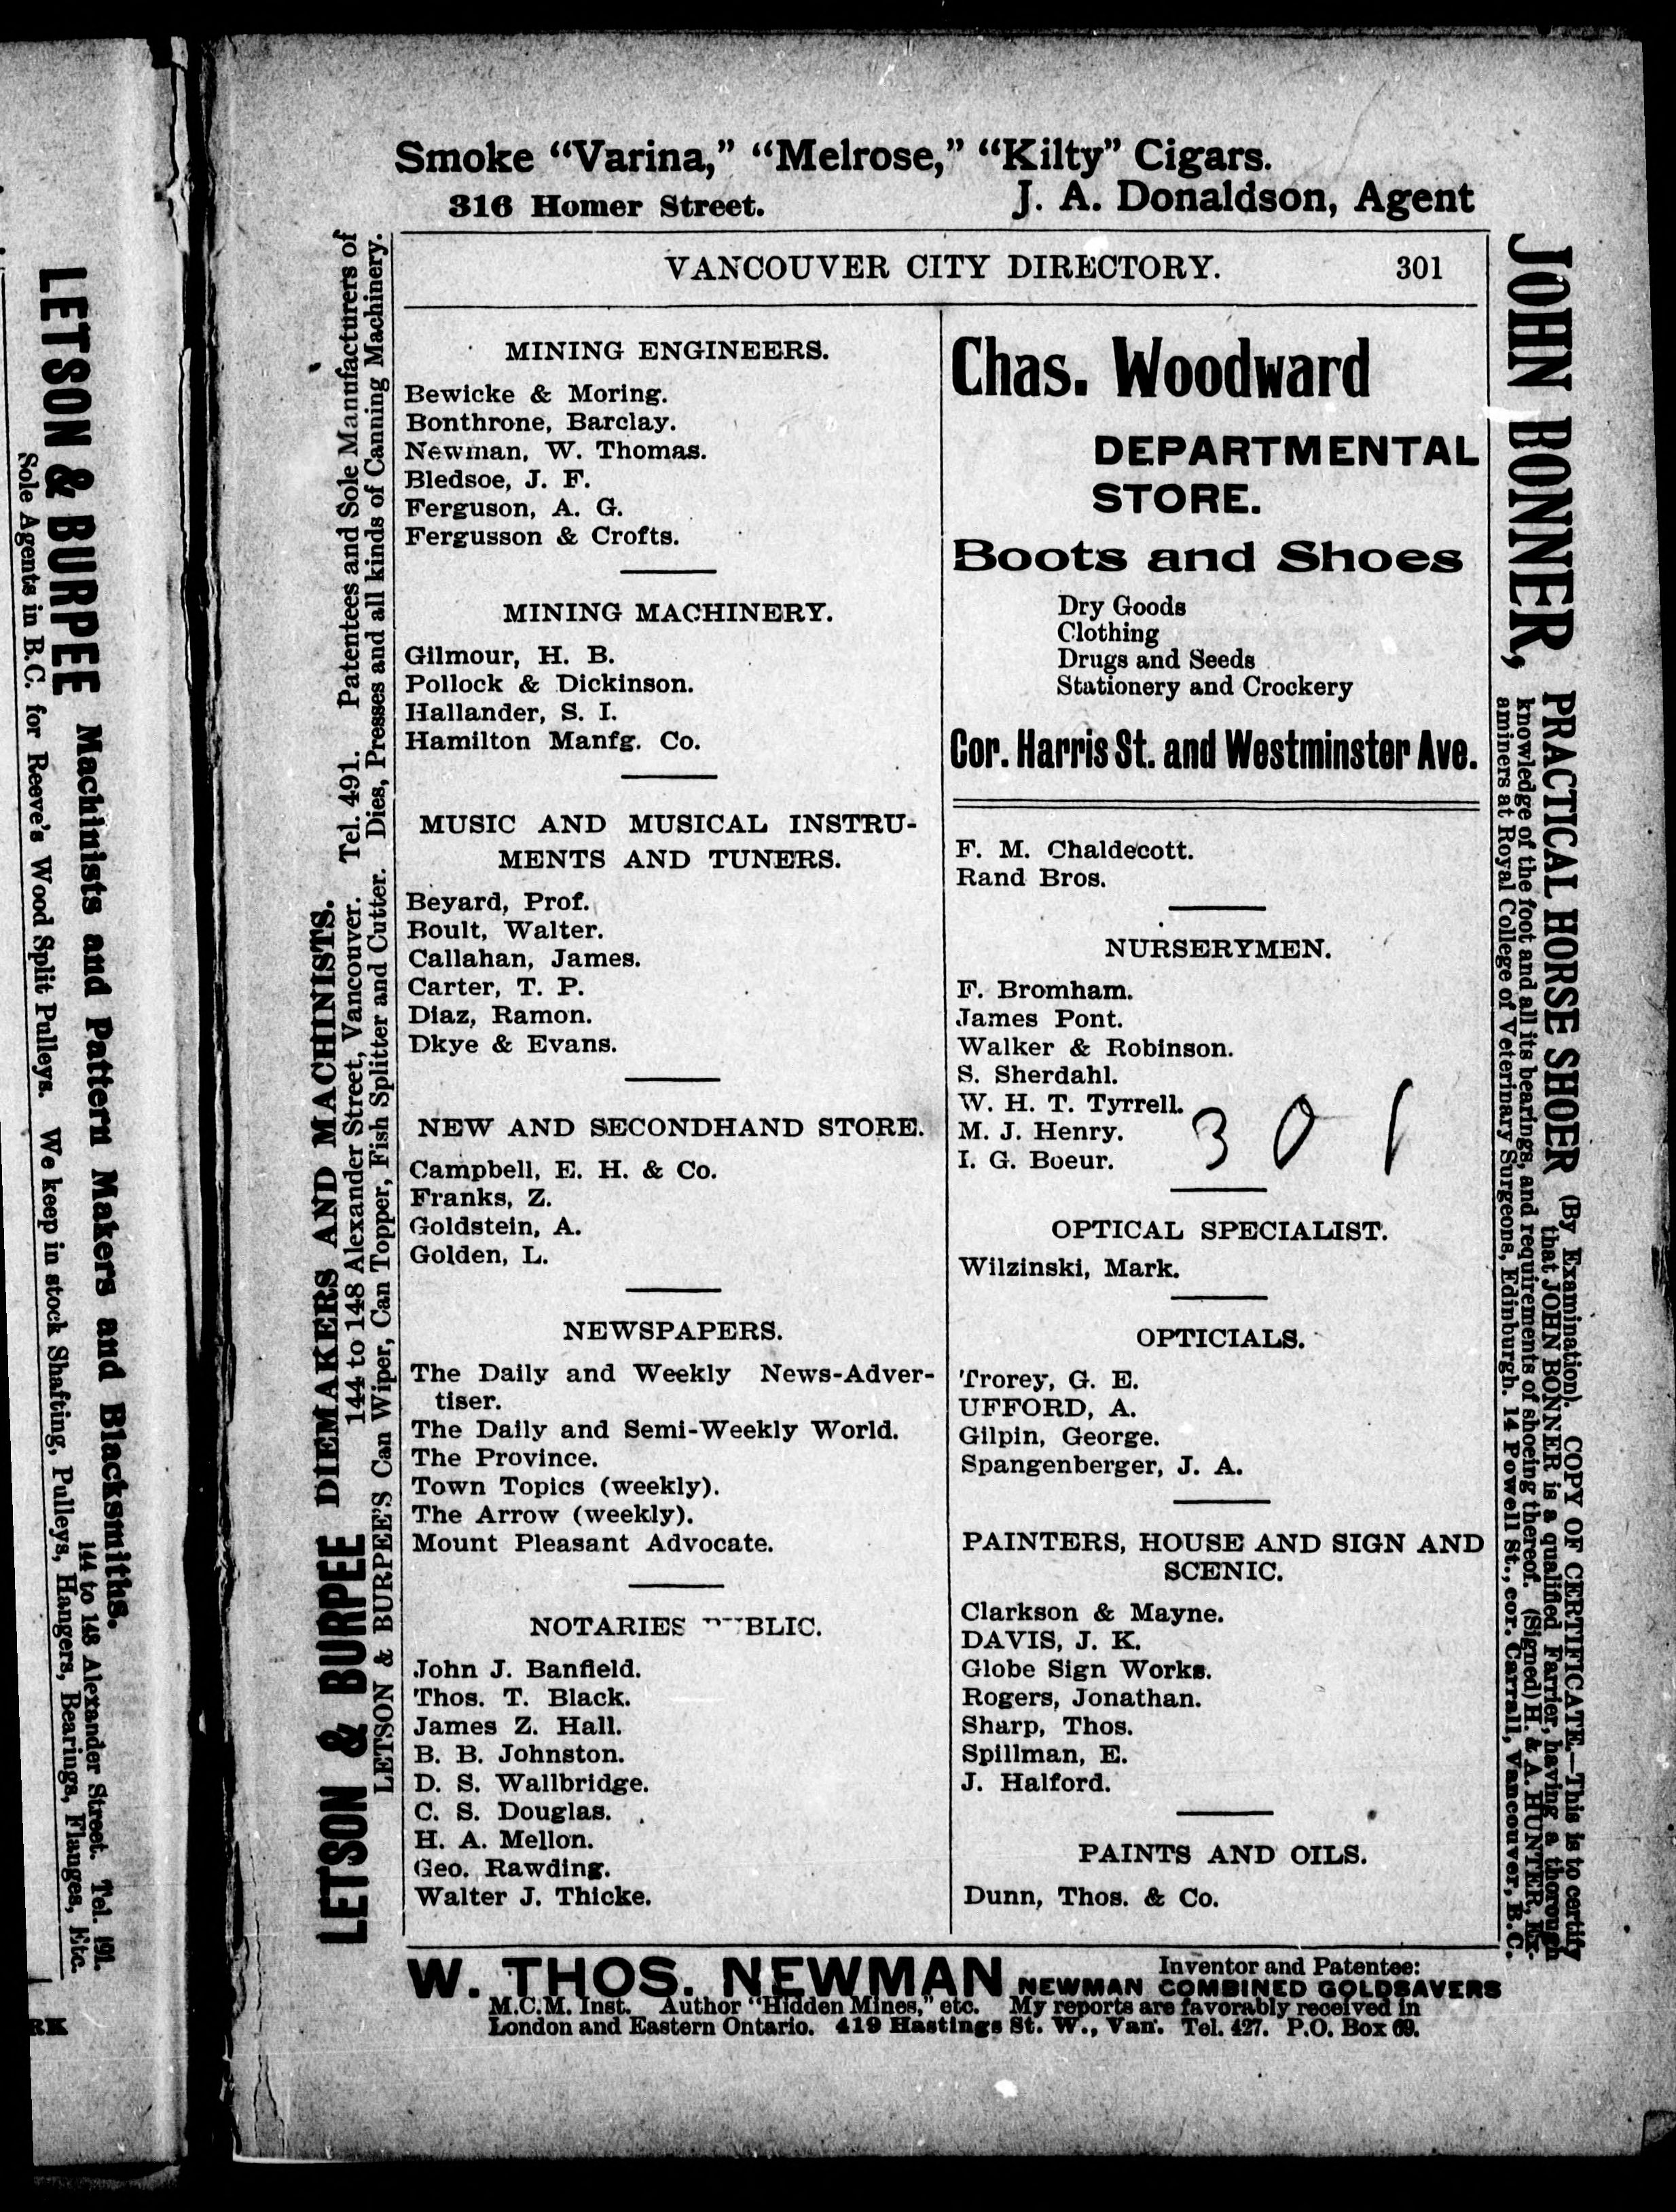 LETSON & BURPEE Machinists and Pattern Makers and Blacksmiths.
144 to 148 Alexander Street. Tel. 491.
Sole Agents in B.C. for Reeve's Wood Split Pulleys. We keep in stock Shafting, Pulleys, Hangers, Bearings, Flanges, Etc.
RK
Smoke "Varina," "Melrose," "Kilty" Cigars.
316 Homer Street. J. A. Donaldson, Agent
LETSON & BURPEE DIEMAKERS AND MACHINISTS.
144 to 148 Alexander Street, Vancouver. Tel. 491. Patentees and Sole Manufacturers of
LETSON & BURPEE'S Can Wiper, Can Topper, Fish Splitter and Cutter. Dies, Presses and all kinds of Canning Machinery.
VANCOUVER CITY DIRECTORY. 301
MINING ENGINEERS.
Bewicke & Moring.
Bonthrone, Barclay.
Newman, W. Thomas.
Bledsoe, J. F.
Ferguson, A. G.
Fergusson & Crofts.
MINING MACHINERY.
Gilmour, H. B.
Pollock & Dickinson.
Hallander, S. I.
Hamilton Manfg. Co.
MUSIC AND MUSICAL INSTRU-
MENTS AND TUNERS.
Beyard, Prof.
Boult, Walter.
Callahan, James.
Carter, T. P.
Diaz, Ramon.
Dkye & Evans.
NEW AND SECONDHAND STORE.
Campbell, E. H. & Co.
Franks, Z.
Goldstein, A.
Golden, L.
NEWSPAPERS.
The Daily and Weekly News-Adver-
tiser.
The Daily and Semi-Weekly World.
The Province.
Town Topics (weekly).
The Arrow (weekly).
Mount Pleasant Advocate.
NOTARIES PUBLIC.
John J. Banfield.
Thos. T. Black.
James Z. Hall.
B. B. Johnston.
D. S. Wallbridge.
C. S. Douglas.
H. A. Mellon.
Geo. Rawding.
Walter J. Thicke.
Chas. Woodward
DEPARTMENTAL
STORE.
Boots and Shoes
Dry Goods
Clothing
Drugs and Seeds
Stationery and Crockery
Cor. Harris St. and Westminster Ave.
F. M. Chaldecott.
Rand Bros.
NURSERYMEN.
F. Bromham.
James Pont.
Walker & Robinson.
S. Sherdahl.
W. H. T. Tyrrell.
M. J. Henry.
I. G. Boeur.
301
OPTICAL SPECIALIST.
Wilzinski, Mark.
OPTICIALS.
Trorey, G. E.
UFFORD, A.
Gilpin, George.
Spangenberger, J. A.
PAINTERS, HOUSE AND SIGN AND
SCENIC.
Clarkson & Mayne.
DAVIS, J. K.
Globe Sign Works.
Rogers, Jonathan.
Sharp, Thos.
Spillman, E.
J. Halford.
PAINTS AND OILS.
Dunn, Thos. & Co.
JOHN BONNER, PRACTICAL HORSE SHOER (By Examination). COPY OF CERTIFICATE.—This is to certify
that JOHN BONNER is a qualified Farrier, having a thorough
knowledge of the foot and all its bearings, and requirements of shoeing thereof. (Signed) H. & A. HUNTER, Ex-
aminers at Royal College of Veterinary Surgeons, Edinburgh. 14 Powell St., cor. Carrall, Vancouver, B.C.
W. THOS. NEWMAN Inventor and Patentee:
NEWMAN COMBINED GOLDSAVERS
M.C.M. Inst. Author "Hidden Mines," etc. My reports are favorably received in
London and Eastern Ontario. 419 Hastings St. W., Van. Tel. 427. P.O. Box 69.